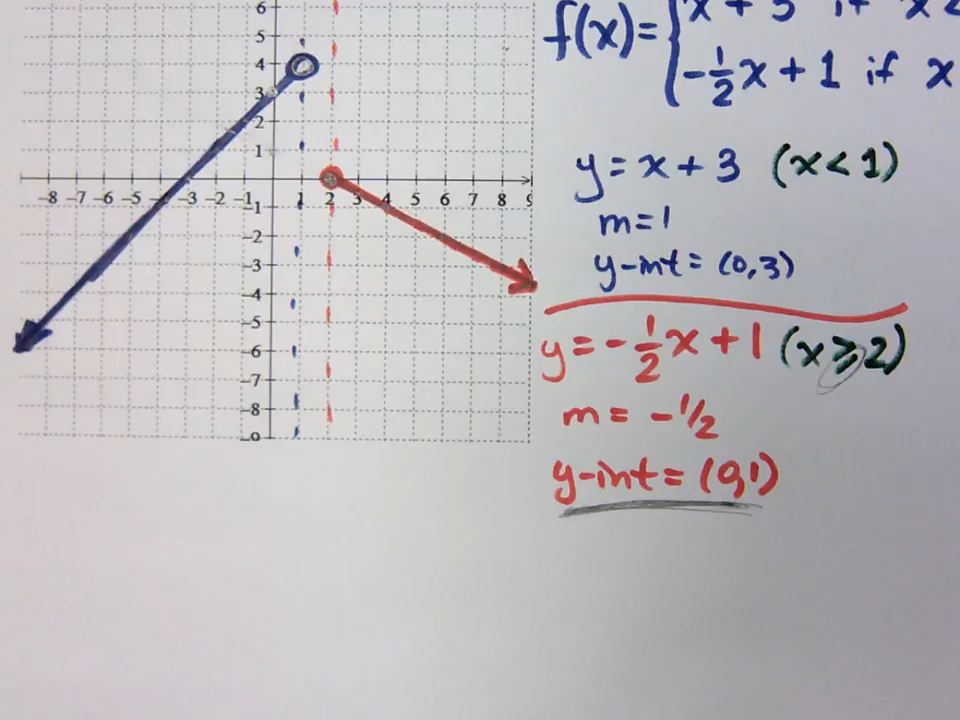 6
5
4
3
2
1
-8 -7 -6 -5 -4 -3 -2 -1 1 2 3 4 5 6 7 8 9
-1
-2
-3
-4
-5
-6
-7
-8
-9
f(x) = { x + 3 if x <
-1/2x + 1 if x
y = x + 3 (x < 1)
m = 1
y-int = (0,3)
y = -1/2x + 1 (x ≥ 2)
m = -1/2
y-int = (0,1)